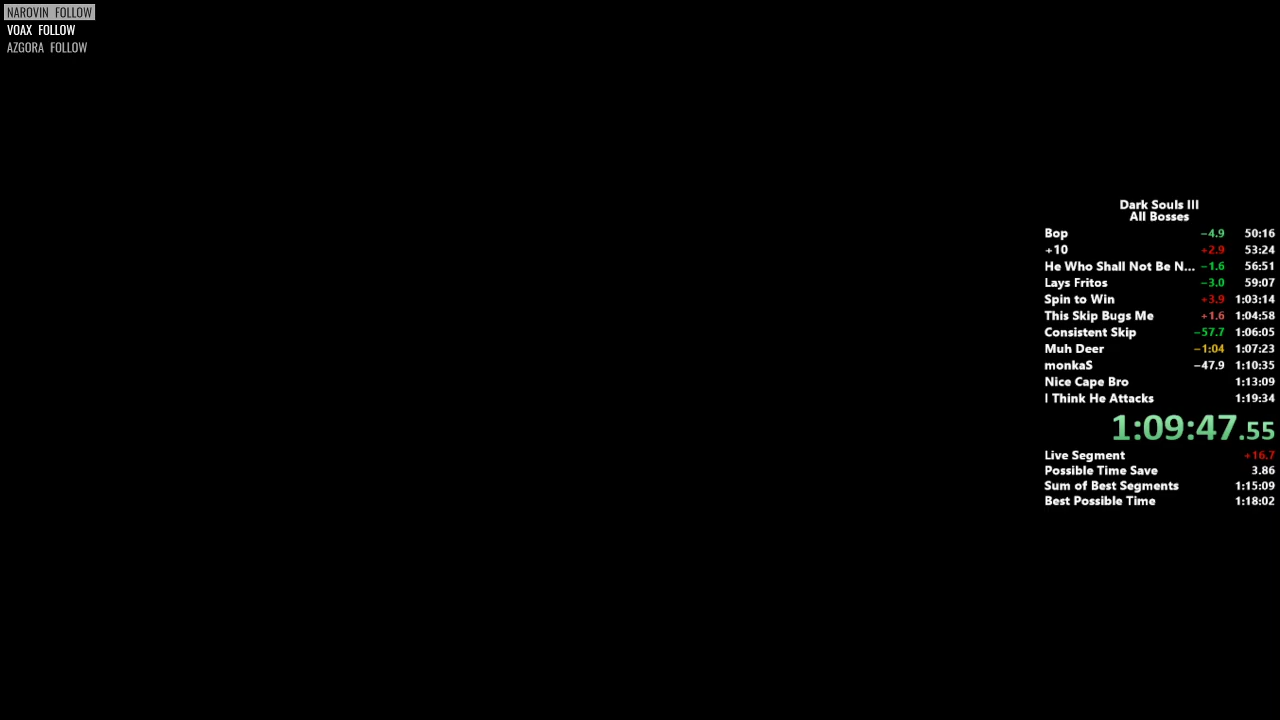 NAROVIN FOLLOW
VOAX FOLLOW
AZGORA FOLLOW
Dark Souls III
All Bosses
Bop −4.9 50:16
+10 +2.9 53:24
He Who Shall Not Be N... −1.6 56:51
Lays Fritos −3.0 59:07
Spin to Win +3.9 1:03:14
This Skip Bugs Me +1.6 1:04:58
Consistent Skip −57.7 1:06:05
Muh Deer −1:04 1:07:23
monkaS −47.9 1:10:35
Nice Cape Bro 1:13:09
I Think He Attacks 1:19:34
1:09:47.55
Live Segment +16.7
Possible Time Save 3.86
Sum of Best Segments 1:15:09
Best Possible Time 1:18:02